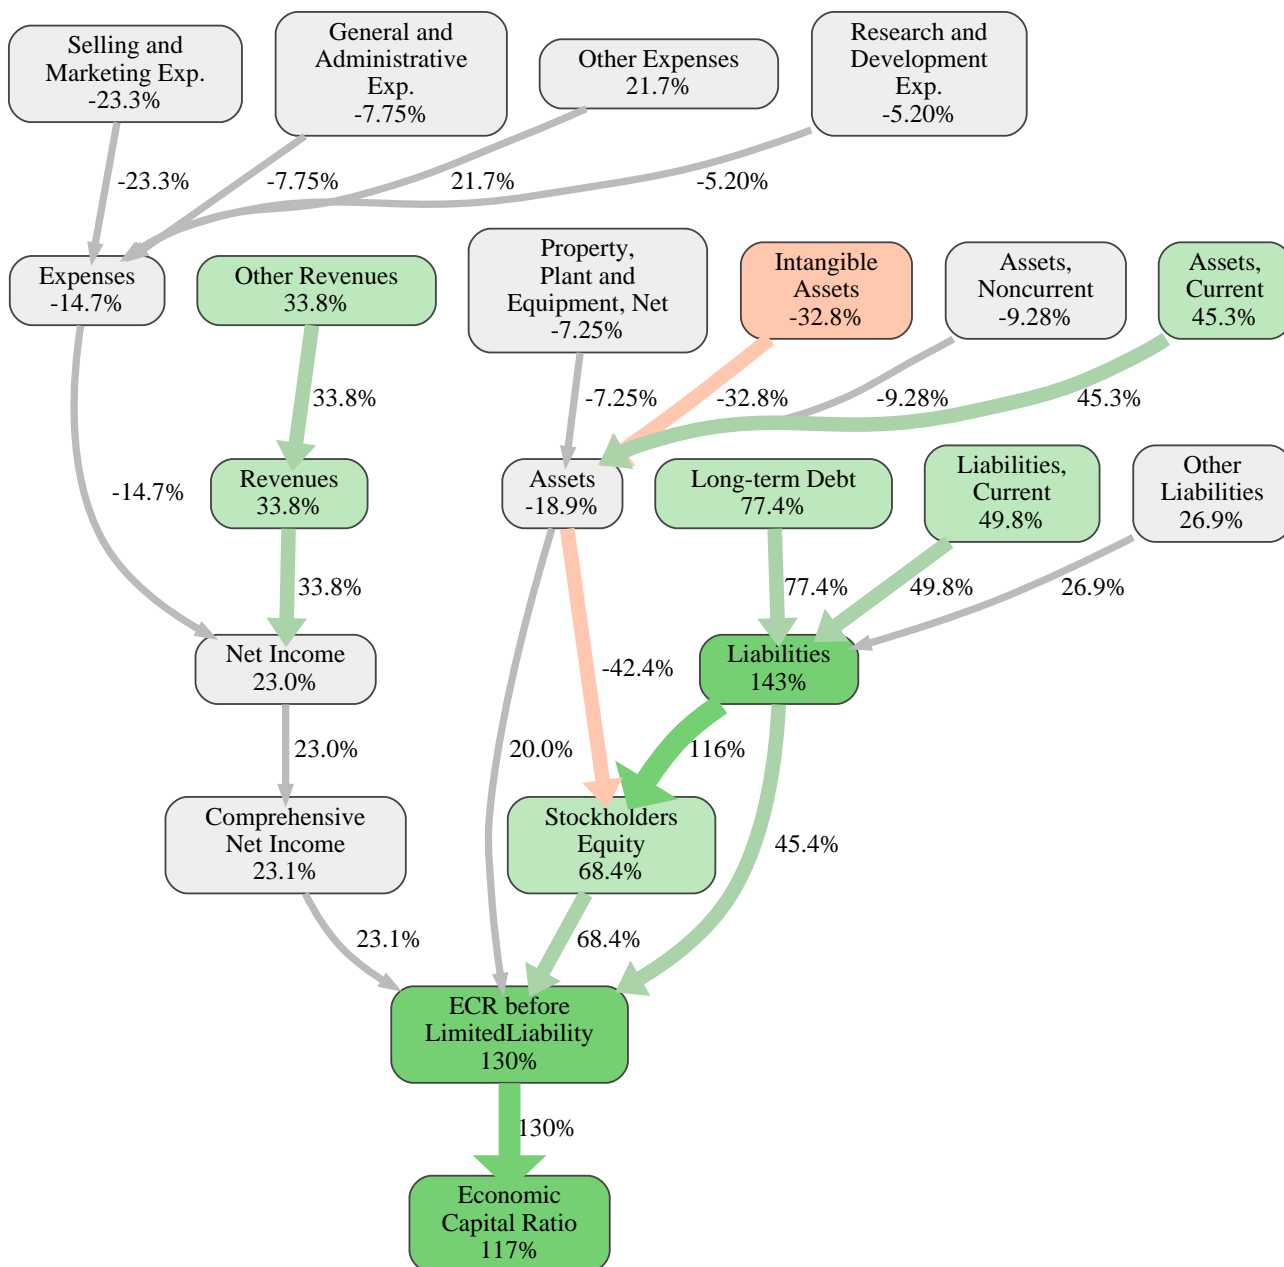 Selling and
Marketing Exp.
-23.3%
General and
Administrative
Exp.
-7.75%
Other Expenses
21.7%
Research and
Development
Exp.
-5.20%
-23.3%
-7.75%
21.7%
-5.20%
Expenses
-14.7%
Other Revenues
33.8%
Property,
Plant and
Equipment, Net
-7.25%
Intangible
Assets
-32.8%
Assets,
Noncurrent
-9.28%
Assets,
Current
45.3%
33.8%
-7.25%
-32.8%
-9.28%
45.3%
-14.7%
Revenues
33.8%
Assets
-18.9%
Long-term Debt
77.4%
Liabilities,
Current
49.8%
Other
Liabilities
26.9%
33.8%
77.4%
49.8%
26.9%
Net Income
23.0%
-42.4%
Liabilities
143%
23.0%
20.0%
116%
Comprehensive
Net Income
23.1%
Stockholders
Equity
68.4%
45.4%
23.1%
68.4%
ECR before
LimitedLiability
130%
130%
Economic
Capital Ratio
117%